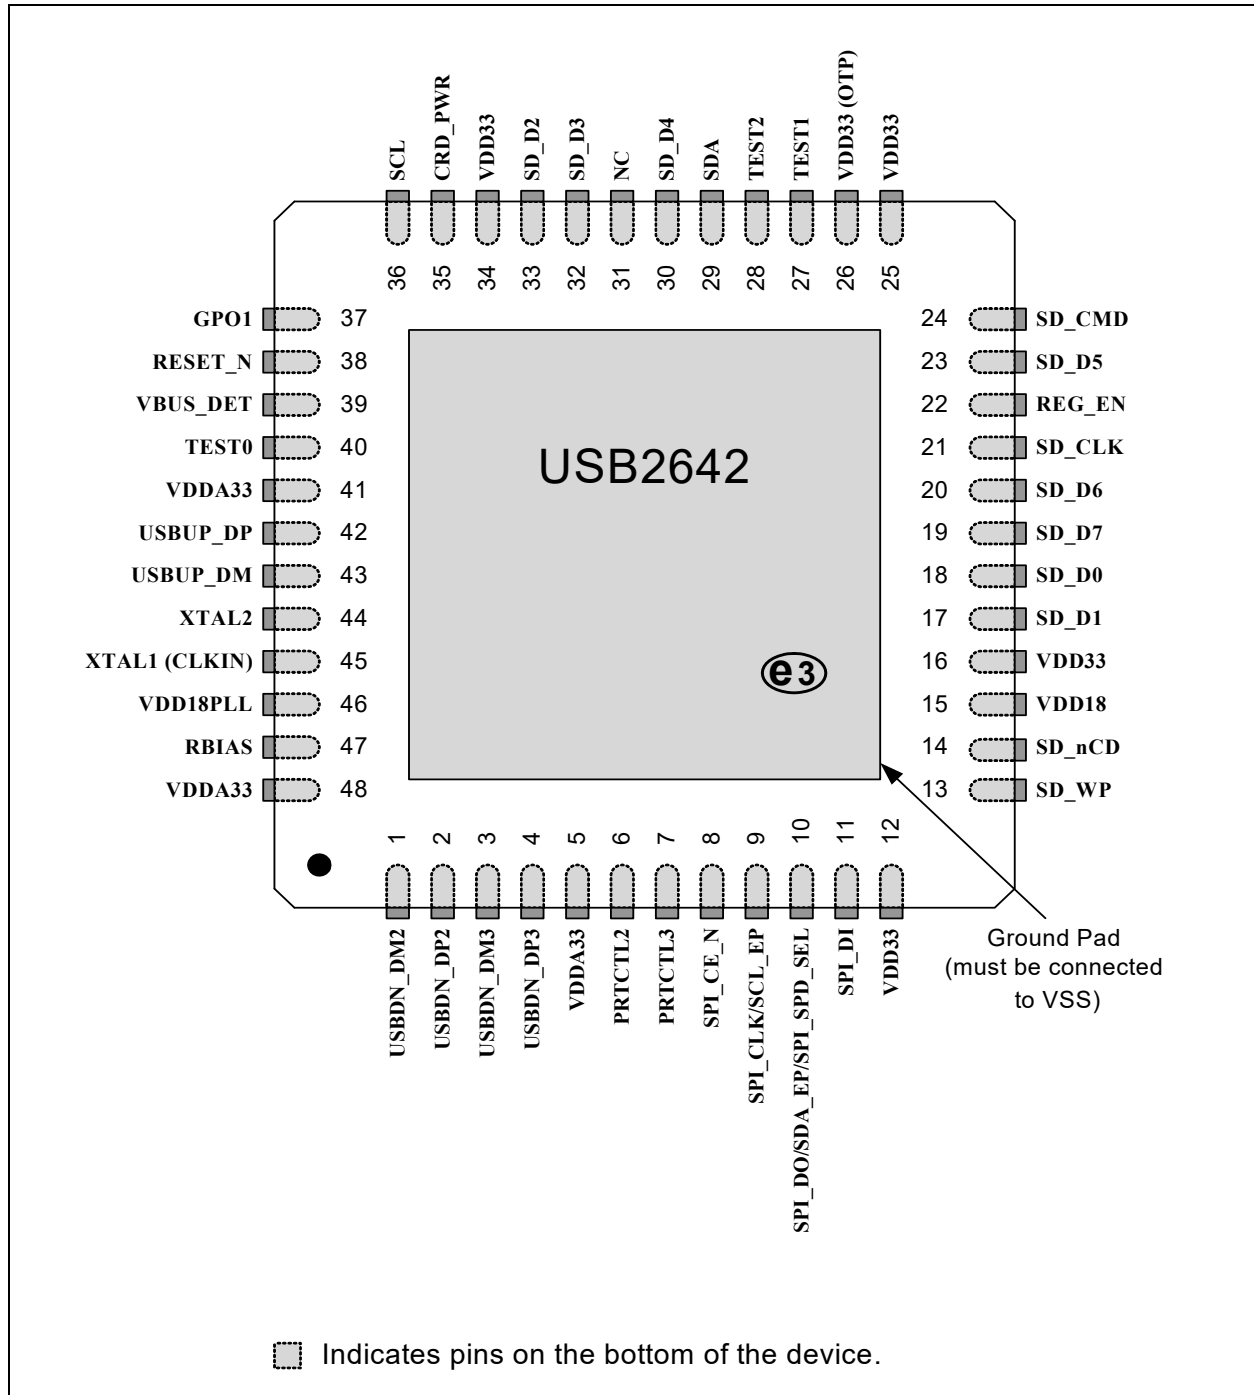 SCL
CRD_PWR
VDD33
SD_D2
SD_D3
NC
SD_D4
SDA
TEST2
TEST1
VDD33 (OTP)
VDD33
36
35
34
33
32
31
30
29
28
27
26
25
GPO1 37
RESET_N 38
VBUS_DET 39
TEST0 40
VDDA33 41
USBUP_DP 42
USBUP_DM 43
XTAL2 44
XTAL1 (CLKIN) 45
VDD18PLL 46
RBIAS 47
VDDA33 48
USB2642
e3
24 SD_CMD
23 SD_D5
22 REG_EN
21 SD_CLK
20 SD_D6
19 SD_D7
18 SD_D0
17 SD_D1
16 VDD33
15 VDD18
14 SD_nCD
13 SD_WP
1
2
3
4
5
6
7
8
9
10
11
12
USBDN_DM2
USBDN_DP2
USBDN_DM3
USBDN_DP3
VDDA33
PRTCTL2
PRTCTL3
SPI_CE_N
SPI_CLK/SCL_EP
SPI_DO/SDA_EP/SPI_SPD_SEL
SPI_DI
VDD33
Ground Pad
(must be connected
to VSS)
Indicates pins on the bottom of the device.